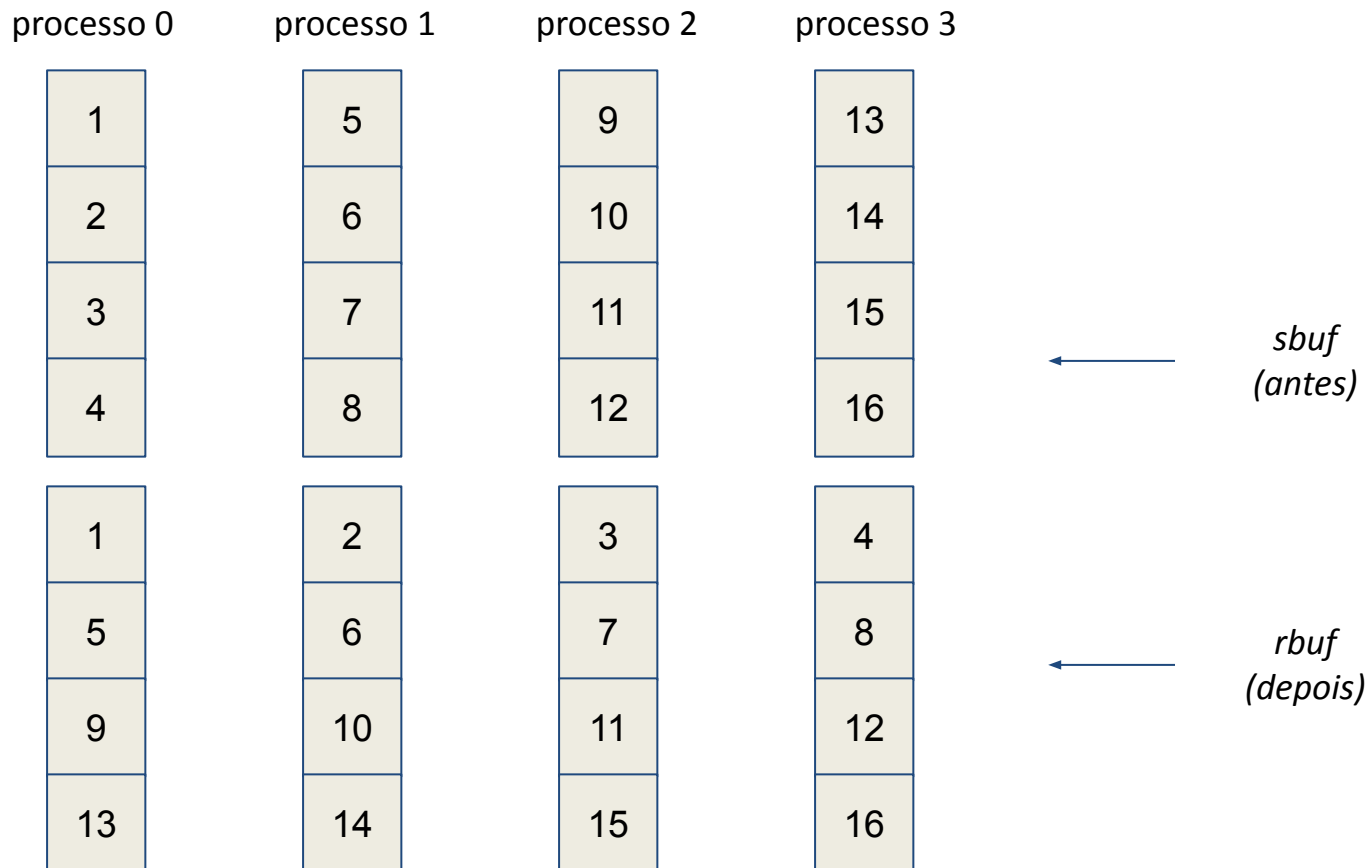 processo 0 processo 1 processo 2 processo 3
1 5 9 13
2 6 10 14
3 7 11 15
sbuf
(antes)
4 8 12 16
1 2 3 4
5 6 7 8
rbuf
(depois)
9 10 11 12
13 14 15 16